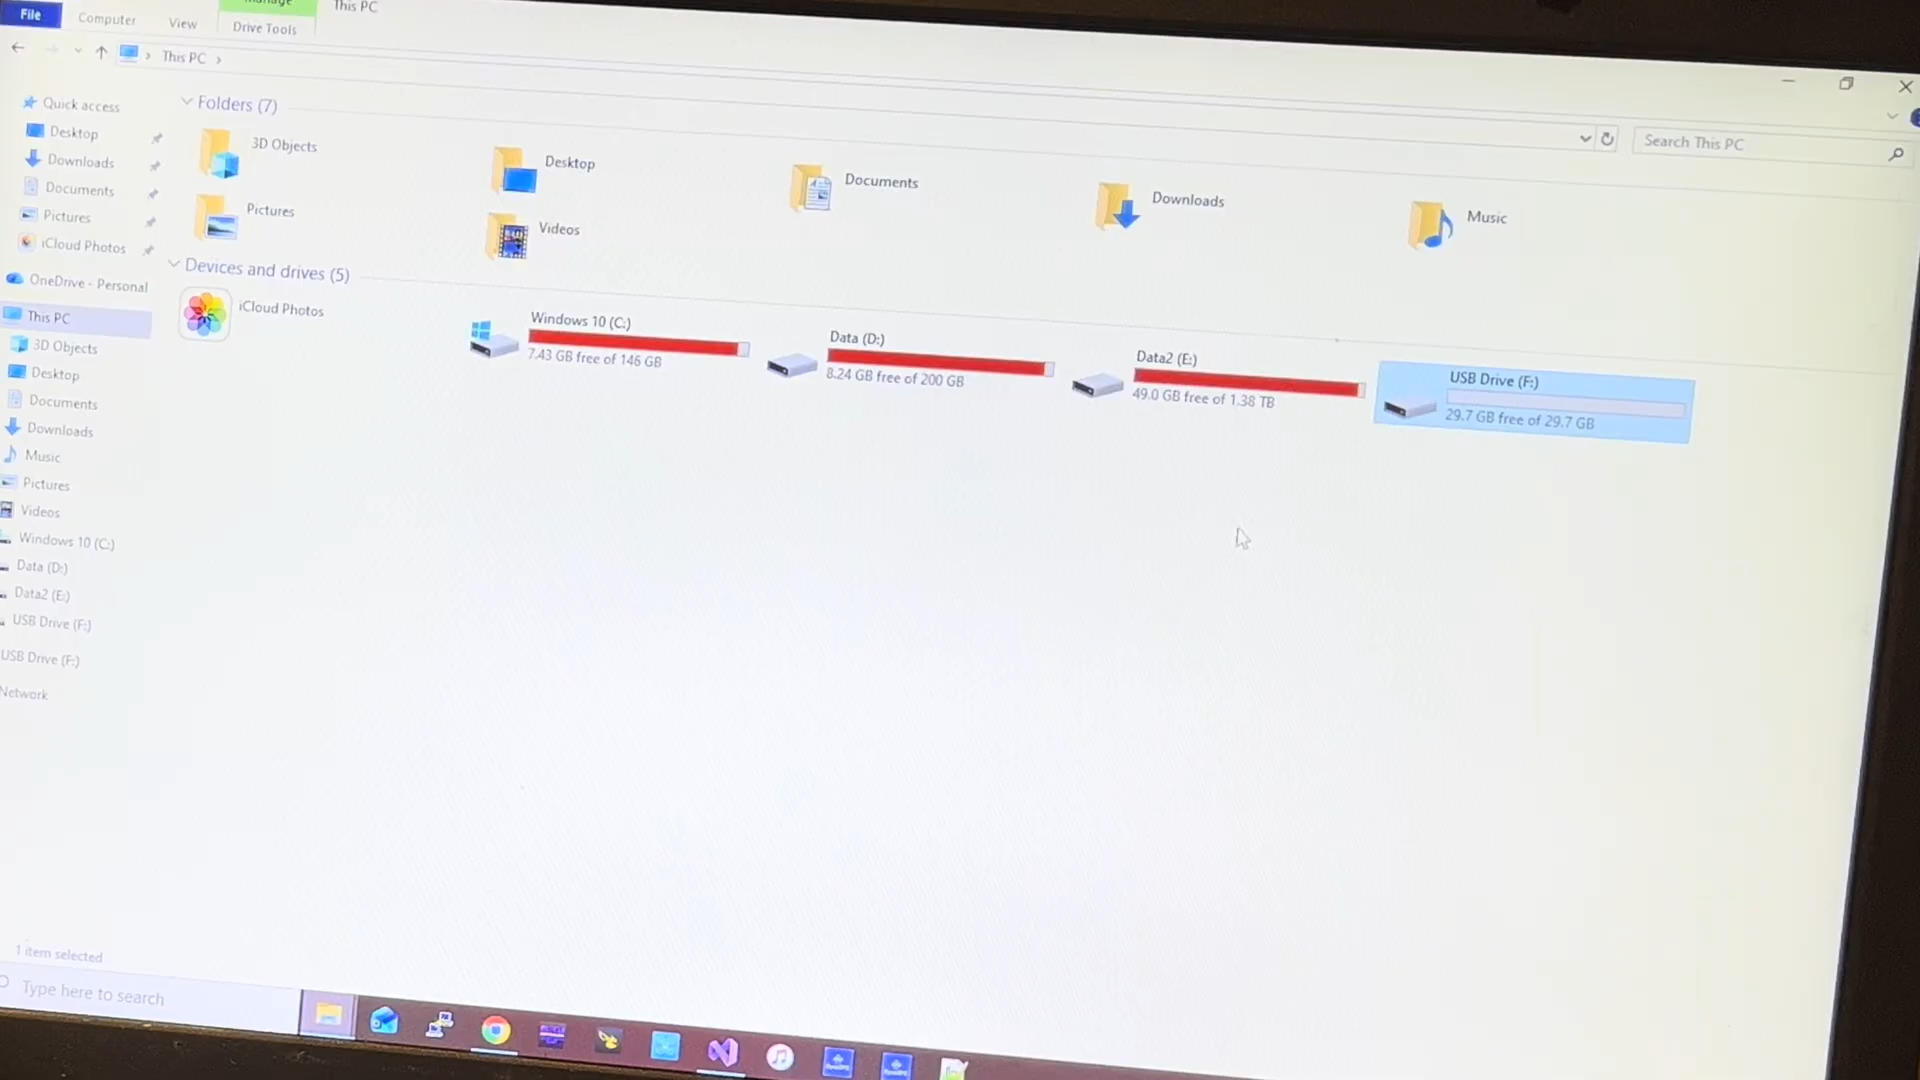 File
Computer
View
Manage
Drive Tools
This PC
This PC
Search This PC
Quick access
Desktop
Downloads
Documents
Pictures
iCloud Photos
OneDrive - Personal
This PC
3D Objects
Desktop
Documents
Downloads
Music
Pictures
Videos
Windows 10 (C:)
Data (D:)
Data2 (E:)
USB Drive (F:)
USB Drive (F:)
Network
Folders (7)
3D Objects
Desktop
Documents
Downloads
Music
Pictures
Videos
Devices and drives (5)
iCloud Photos
Windows 10 (C:)
7.43 GB free of 146 GB
Data (D:)
8.24 GB free of 200 GB
Data2 (E:)
49.0 GB free of 1.38 TB
USB Drive (F:)
29.7 GB free of 29.7 GB
1 item selected
Type here to search